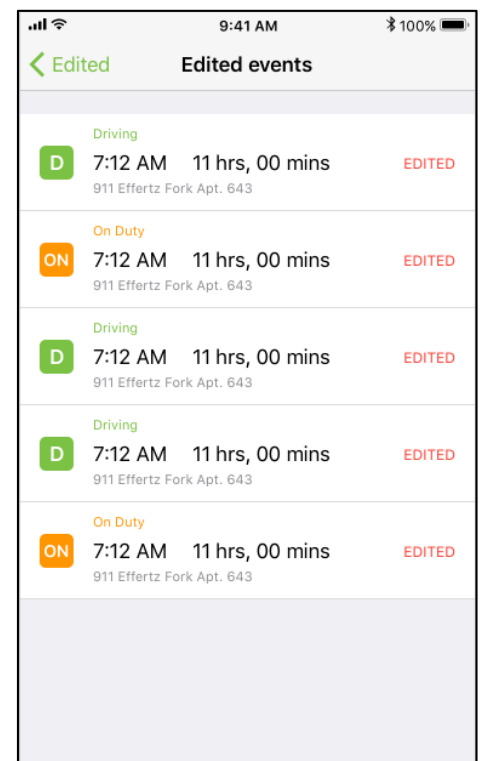 9:41 AM 100%
Edited Edited events
Driving
D 7:12 AM 11 hrs, 00 mins EDITED
911 Effertz Fork Apt. 643
On Duty
ON 7:12 AM 11 hrs, 00 mins EDITED
911 Effertz Fork Apt. 643
Driving
D 7:12 AM 11 hrs, 00 mins EDITED
911 Effertz Fork Apt. 643
Driving
D 7:12 AM 11 hrs, 00 mins EDITED
911 Effertz Fork Apt. 643
On Duty
ON 7:12 AM 11 hrs, 00 mins EDITED
911 Effertz Fork Apt. 643